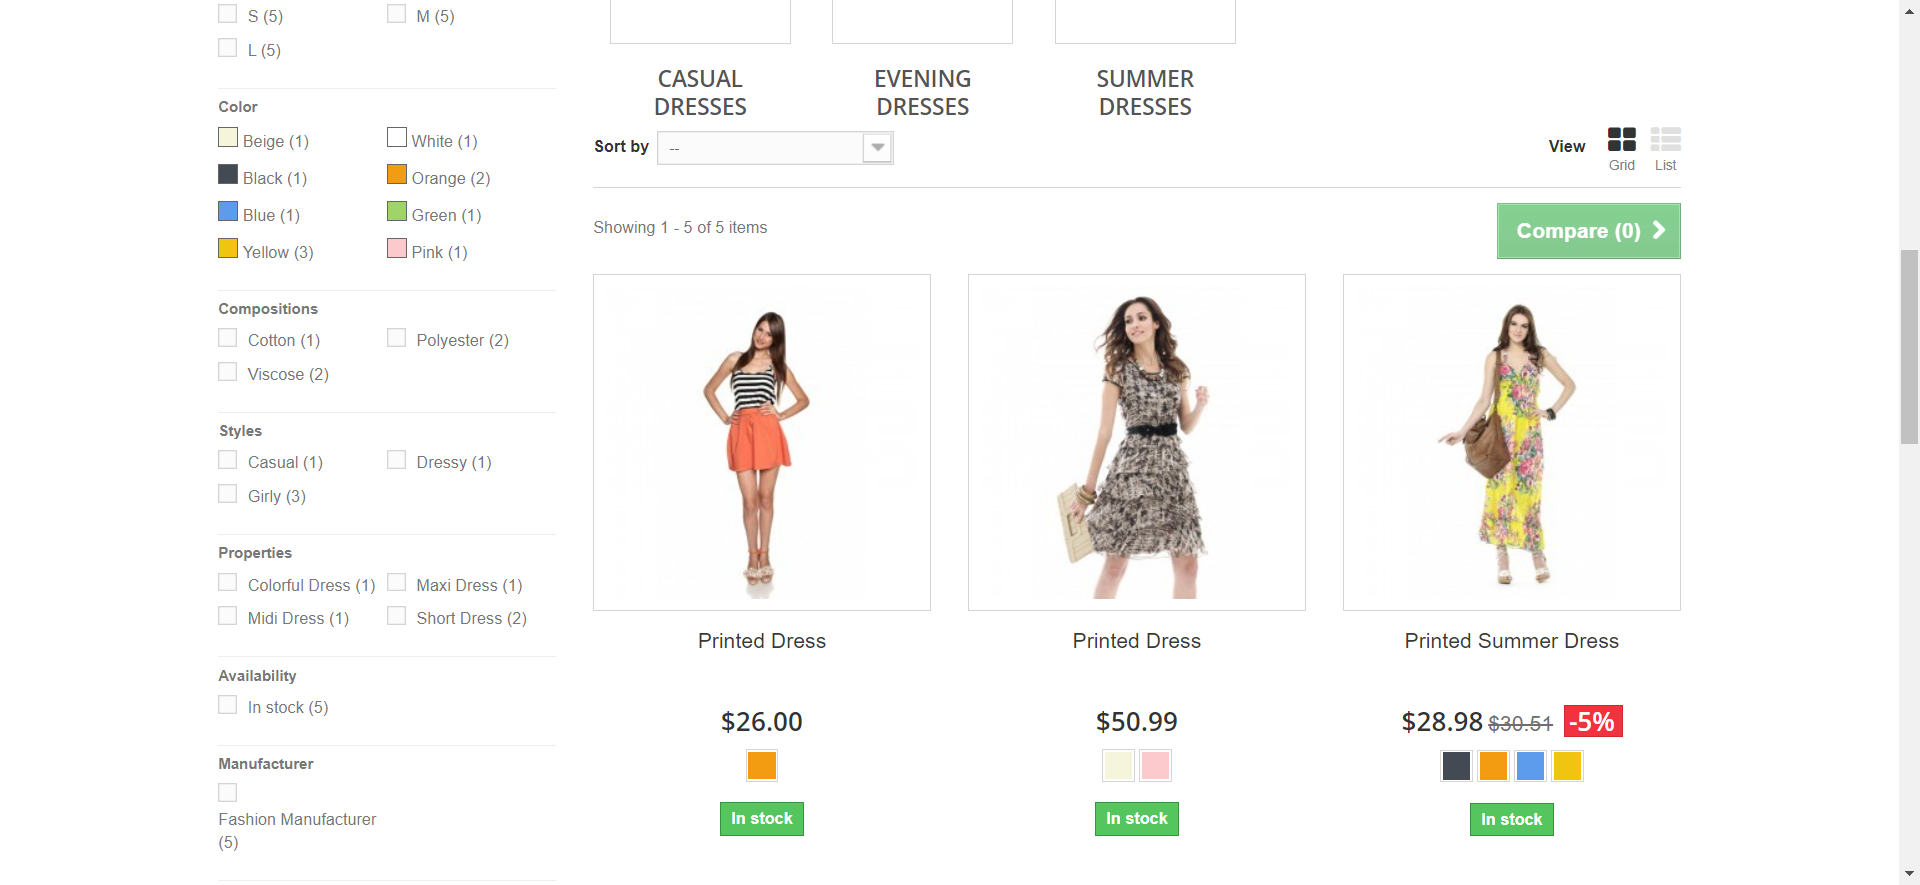 S (5)
M (5)
L (5)
Color
Beige (1)
White (1)
Black (1)
Orange (2)
Blue (1)
Green (1)
Yellow (3)
Pink (1)
Compositions
Cotton (1)
Polyester (2)
Viscose (2)
Styles
Casual (1)
Dressy (1)
Girly (3)
Properties
Colorful Dress (1)
Maxi Dress (1)
Midi Dress (1)
Short Dress (2)
Availability
In stock (5)
Manufacturer
Fashion Manufacturer
(5)
CASUAL
DRESSES
EVENING
DRESSES
SUMMER
DRESSES
Sort by
--
View
Grid
List
Showing 1 - 5 of 5 items
Compare (0)
Printed Dress
$26.00
In stock
Printed Dress
$50.99
In stock
Printed Summer Dress
$28.98 $30.51 -5%
In stock